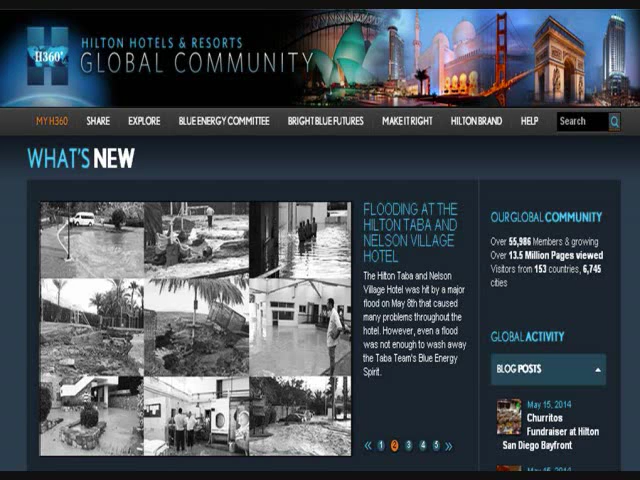 H360°
HILTON HOTELS & RESORTS
GLOBAL COMMUNITY
MY H360 SHARE EXPLORE BLUE ENERGY COMMITTEE BRIGHT BLUE FUTURES MAKE IT RIGHT HILTON BRAND HELP Search
WHAT'S NEW
FLOODING AT THE
HILTON TABA AND
NELSON VILLAGE
HOTEL
The Hilton Taba and Nelson
Village Hotel was hit by a major
flood on May 8th that caused
many problems throughout the
hotel. However, even a flood
was not enough to wash away
the Taba Team's Blue Energy
Spirit.
« 1 2 3 4 5 »
OUR GLOBAL COMMUNITY
Over 55,986 Members & growing
Over 13.5 Million Pages viewed
Visitors from 153 countries, 6,745
cities
GLOBAL ACTIVITY
BLOG POSTS
May 15, 2014
Churritos
Fundraiser at Hilton
San Diego Bayfront
May 15, 2014